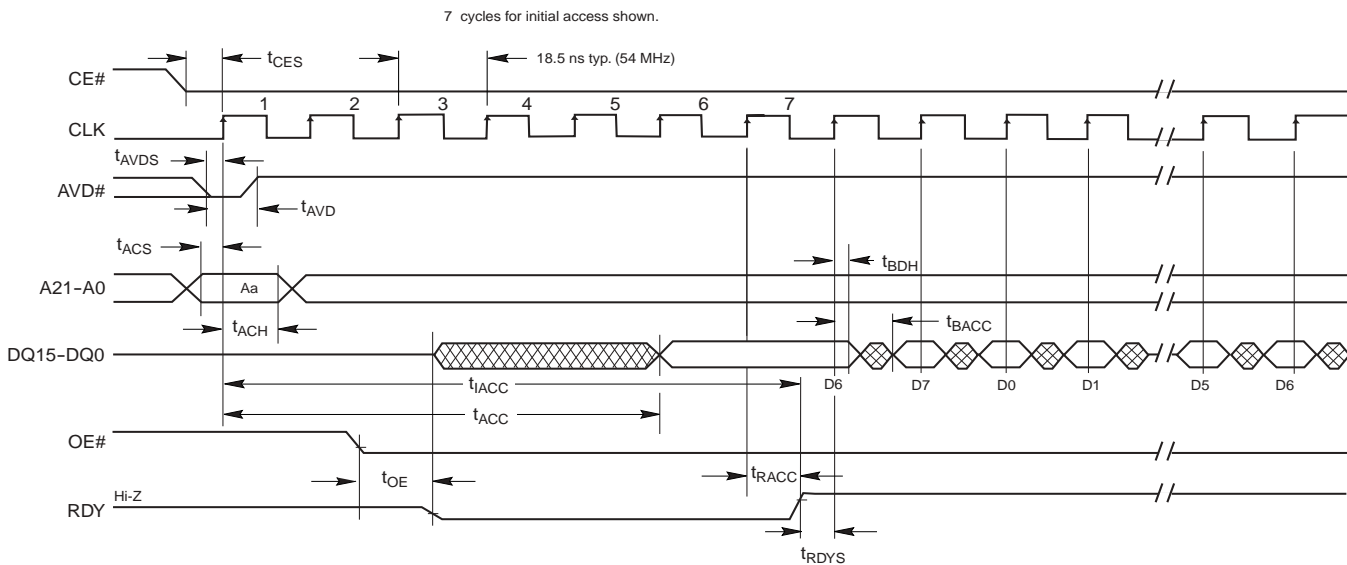 7 cycles for initial access shown.
tCES
18.5 ns typ. (54 MHz)
CE#
1 2 3 4 5 6 7
CLK
tAVDS
AVD#
tAVD
tACS
tBDH
A21-A0
Aa
tACH
tBACC
DQ15-DQ0
tIACC
D6 D7 D0 D1 D5 D6
tACC
OE#
tOE
tRACC
Hi-Z
RDY
tRDYS